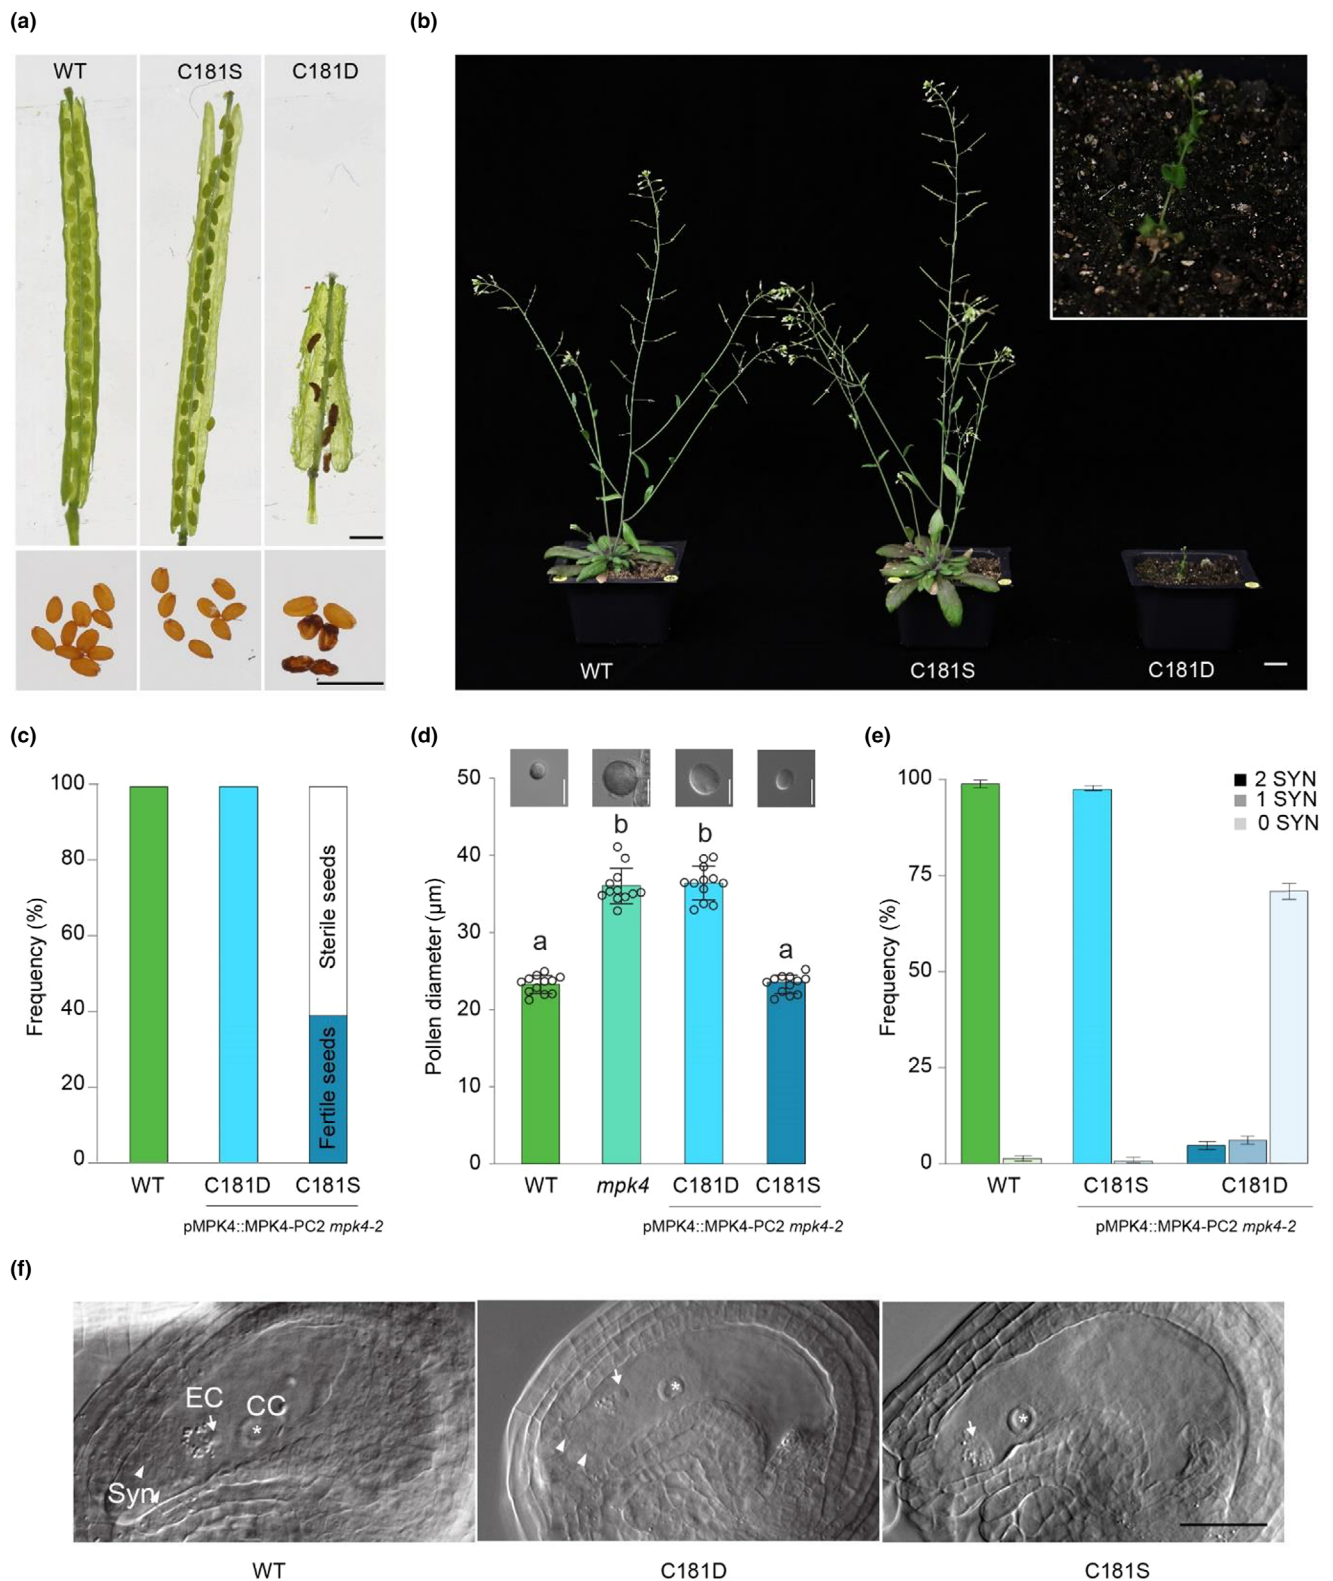 (a)
WT
C181S
C181D
(b)
WT
C181S
C181D
(c)
Frequency (%)
100
80
60
40
20
0
Sterile seeds
Fertile seeds
WT
C181D
C181S
pMPK4::MPK4-PC2 mpk4-2
(d)
Pollen diameter (µm)
50
40
30
20
10
0
a
b
b
a
WT
mpk4
C181D
C181S
pMPK4::MPK4-PC2 mpk4-2
(e)
Frequency (%)
100
75
50
25
0
2 SYN
1 SYN
0 SYN
WT
C181S
C181D
pMPK4::MPK4-PC2 mpk4-2
(f)
EC
CC
*
Syn
*
*
WT
C181D
C181S